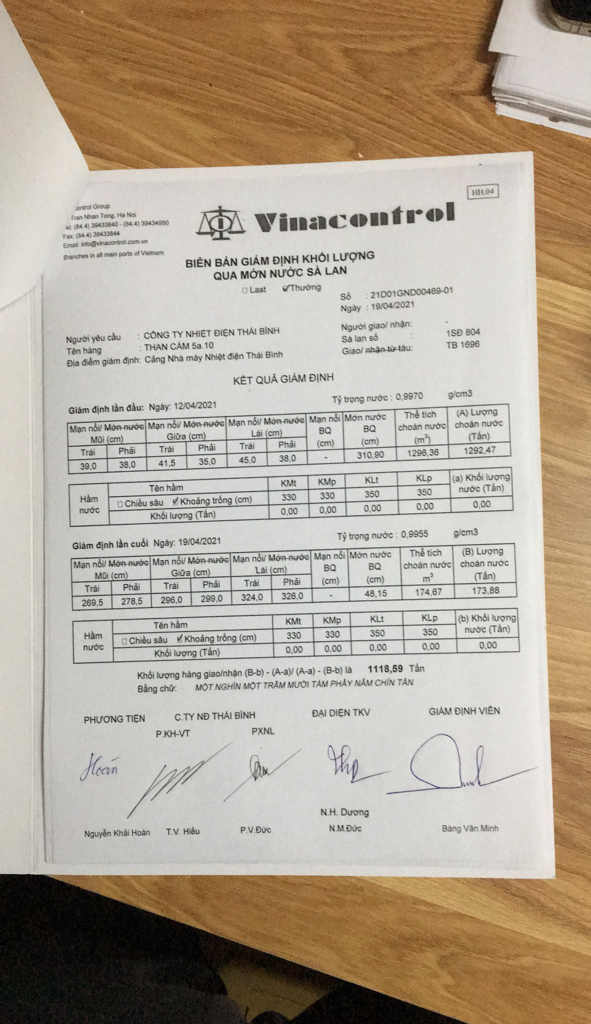 HH.04
ontrol Group
Tran Nhan Tong, Ha Noi
(84.4) 39433840 - (84.4) 39434950
Fax: (84.4) 39433844
Email: info@vinacontrol.com.vn
Branches in all main ports of Vietnam
Vinacontrol
BIÊN BẢN GIÁM ĐỊNH KHỐI LƯỢNG
QUA MỚN NƯỚC SÀ LAN
□ Last ☑ Thường
Số : 21D01GND00469-01
Ngày : 19/04/2021
Người yêu cầu : CÔNG TY NHIỆT ĐIỆN THÁI BÌNH
Tên hàng : THAN CÁM 5a.10
Địa điểm giám định: Cảng Nhà máy Nhiệt điện Thái Bình
Người giao/ nhận: -
Sà lan số : 1SĐ 804
Giao/ nhận từ tàu: TB 1696
KẾT QUẢ GIÁM ĐỊNH
Giám định lần đầu: Ngày: 12/04/2021 Tỷ trọng nước : 0,9970 g/cm3
Mạn nổi/ Mớn nước Mũi (cm) Mạn nổi/ Mớn nước Giữa (cm) Mạn nổi/ Mớn nước Lái (cm) Mạn nổi BQ (cm) Mớn nước BQ (cm) Thể tích choán nước (m³) (A) Lượng choán nước (Tấn)
Trái Phải Trái Phải Trái Phải
39,0 38,0 41,5 35,0 45,0 38,0 - 310,90 1296,36 1292,47
Hầm nước Tên hầm KMt KMp KLt KLp (a) Khối lượng nước (Tấn)
□ Chiều sâu ☑ Khoảng trống (cm) 330 330 350 350 0,00
Khối lượng (Tấn) 0,00 0,00 0,00 0,00
Giám định lần cuối Ngày: 19/04/2021 Tỷ trọng nước : 0,9955 g/cm3
Mạn nổi/ Mớn nước Mũi (cm) Mạn nổi/ Mớn nước Giữa (cm) Mạn nổi/ Mớn nước Lái (cm) Mạn nổi BQ (cm) Mớn nước BQ (cm) Thể tích choán nước m³ (B) Lượng choán nước (Tấn)
Trái Phải Trái Phải Trái Phải
269,5 278,5 296,0 299,0 324,0 326,0 - 48,15 174,67 173,88
Hầm nước Tên hầm KMt KMp KLt KLp (b) Khối lượng nước (Tấn)
□ Chiều sâu ☑ Khoảng trống (cm) 330 330 350 350 0,00
Khối lượng (Tấn) 0,00 0,00 0,00 0,00
Khối lượng hàng giao/nhận (B-b) - (A-a)/ (A-a) - (B-b) là 1118,59 Tấn
Bằng chữ: MỘT NGHÌN MỘT TRĂM MƯỜI TÁM PHẨY NĂM CHÍN TẤN
PHƯƠNG TIỆN C.TY NĐ THÁI BÌNH ĐẠI DIỆN TKV GIÁM ĐỊNH VIÊN
P.KH-VT PXNL
Hoán
N.H. Dương
Nguyễn Khải Hoán T.V. Hiếu P.V.Đức N.M.Đức Bàng Văn Minh